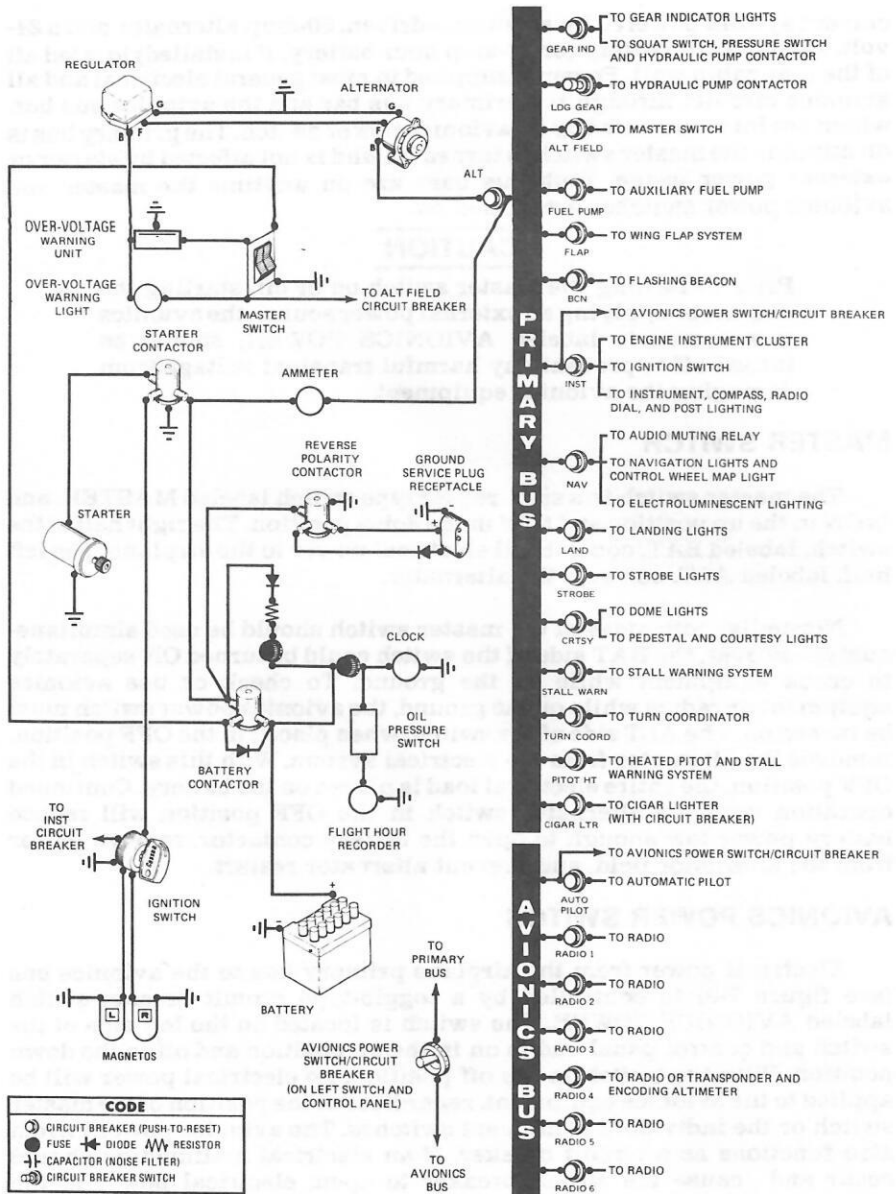 REGULATOR
G
B
F
ALTERNATOR
ALT
OVER-VOLTAGE
WARNING
UNIT
OVER-VOLTAGE
WARNING
LIGHT
MASTER
SWITCH
TO ALT FIELD
CIRCUIT BREAKER
STARTER
CONTACTOR
AMMETER
REVERSE
POLARITY
CONTACTOR
GROUND
SERVICE PLUG
RECEPTACLE
STARTER
CLOCK
BATTERY
CONTACTOR
OIL
PRESSURE
SWITCH
FLIGHT HOUR
RECORDER
TO
INST
CIRCUIT
BREAKER
IGNITION
SWITCH
L
R
MAGNETOS
+
BATTERY
TO
PRIMARY
BUS
AVIONICS POWER
SWITCH/CIRCUIT
BREAKER
(ON LEFT SWITCH AND
CONTROL PANEL)
TO
AVIONICS
BUS
CODE
CIRCUIT BREAKER (PUSH-TO-RESET)
FUSE DIODE RESISTOR
CAPACITOR (NOISE FILTER)
CIRCUIT BREAKER SWITCH
PRIMARY BUS
AVIONICS BUS
GEAR IND
TO GEAR INDICATOR LIGHTS
TO SQUAT SWITCH, PRESSURE SWITCH
AND HYDRAULIC PUMP CONTACTOR
LDG GEAR
TO HYDRAULIC PUMP CONTACTOR
ALT FIELD
TO MASTER SWITCH
FUEL PUMP
TO AUXILIARY FUEL PUMP
FLAP
TO WING FLAP SYSTEM
BCN
TO FLASHING BEACON
TO AVIONICS POWER SWITCH/CIRCUIT BREAKER
INST
TO ENGINE INSTRUMENT CLUSTER
TO IGNITION SWITCH
TO INSTRUMENT, COMPASS, RADIO
DIAL, AND POST LIGHTING
NAV
TO AUDIO MUTING RELAY
TO NAVIGATION LIGHTS AND
CONTROL WHEEL MAP LIGHT
TO ELECTROLUMINESCENT LIGHTING
LAND
TO LANDING LIGHTS
STROBE
TO STROBE LIGHTS
CRTSY
TO DOME LIGHTS
TO PEDESTAL AND COURTESY LIGHTS
STALL WARN
TO STALL WARNING SYSTEM
TURN COORD
TO TURN COORDINATOR
PITOT HT
TO HEATED PITOT AND STALL
WARNING SYSTEM
CIGAR LTR
TO CIGAR LIGHTER
(WITH CIRCUIT BREAKER)
TO AVIONICS POWER SWITCH/CIRCUIT BREAKER
AUTO
PILOT
TO AUTOMATIC PILOT
RADIO 1
TO RADIO
RADIO 2
TO RADIO
RADIO 3
TO RADIO
RADIO 4
TO RADIO OR TRANSPONDER AND
ENCODING ALTIMETER
RADIO 5
TO RADIO
RADIO 6
TO RADIO